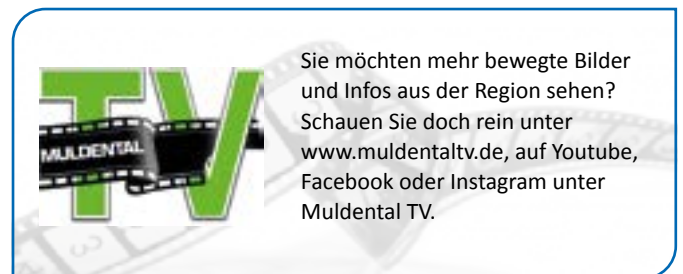 TV
MULDENTAL
Sie möchten mehr bewegte Bilder
und Infos aus der Region sehen?
Schauen Sie doch rein unter
www.muldentaltv.de, auf Youtube,
Facebook oder Instagram unter
Muldental TV.